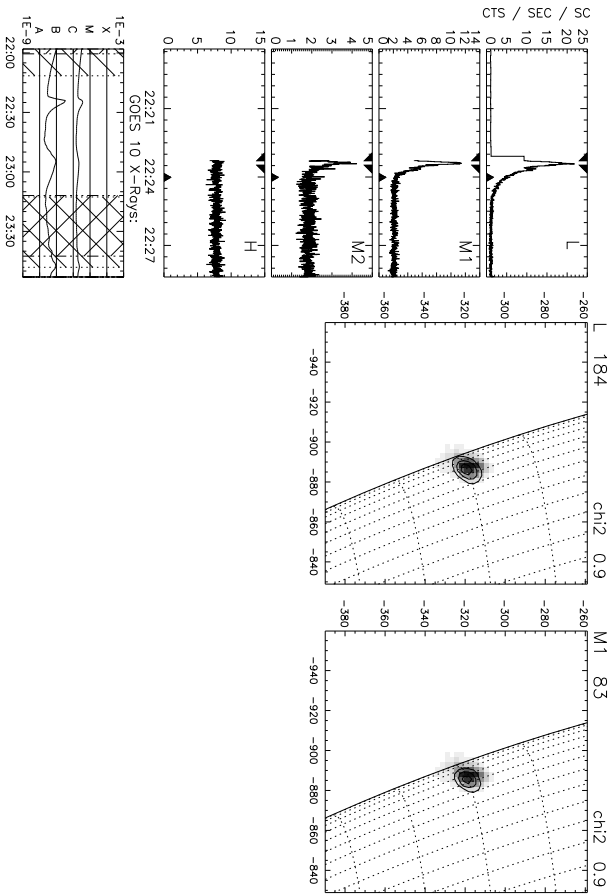 CTS / SEC / SC
0 5 10 15 20 25
L
0 2 4 6 8 10 12 14
M1
0 1 2 3 4 5
M2
0 5 10 15
H
22:21 22:24 22:27
GOES 10 X-Rays:
1E-3
X
M
C
B
A
1E-9
22:00 22:30 23:00 23:30
L 184 chi2 0.9
-260
-280
-300
-320
-340
-360
-380
-940 -920 -900 -880 -860 -840
M1 83 chi2 0.9
-260
-280
-300
-320
-340
-360
-380
-940 -920 -900 -880 -860 -840